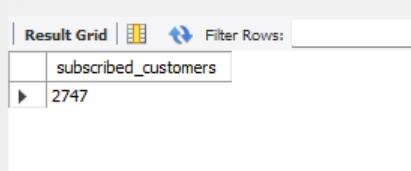 Result Grid Filter Rows:
subscribed_customers
2747